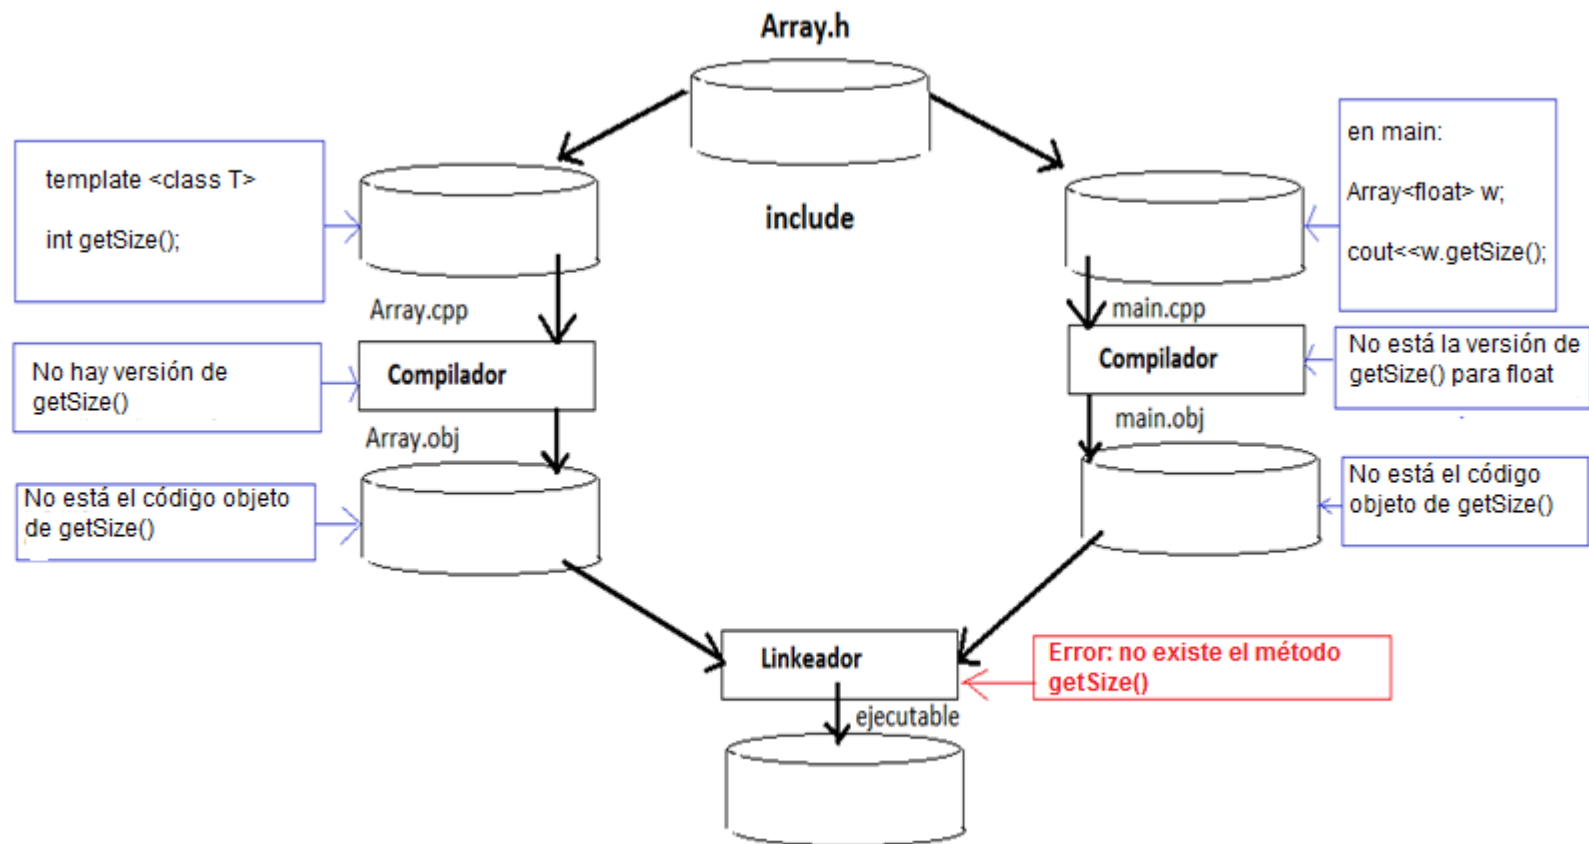 Array.h
en main:
template <class T>
Array<float> w;
include
int getSize();
cout<<w.getSize();
Array.cpp
main.cpp
No hay versión de
getSize()
Compilador
Compilador
No está la versión de
getSize() para float
Array.obj
main.obj
No está el código objeto
de getSize()
No está el código
objeto de getSize()
Linkeador
Error: no existe el método
getSize()
ejecutable